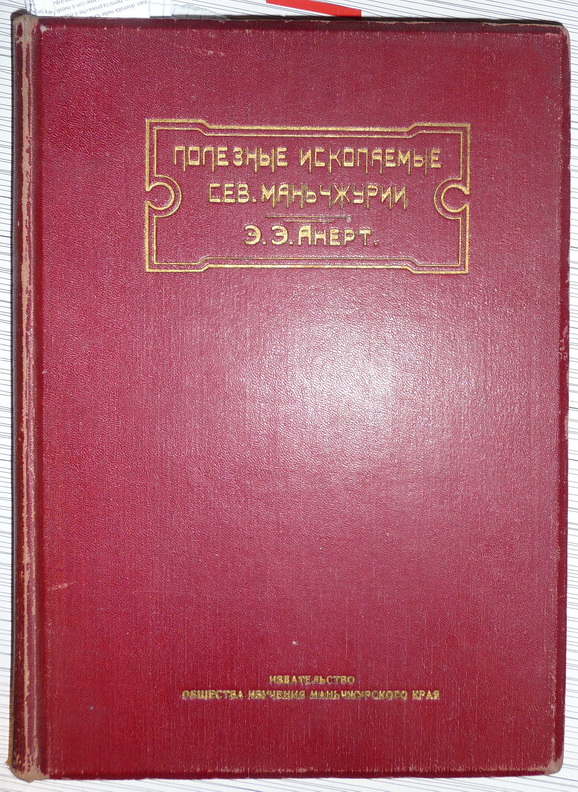 ПОЛЕЗНЫЕ ИСКОПАЕМЫЕ
СЕВ. МАНЬЧЖУРИИ
Э. Э. АНЕРТ.
ИЗДАТЕЛЬСТВО
ОБЩЕСТВА ИЗУЧЕНИЯ МАНЬЧЖУРСКОГО КРАЯ